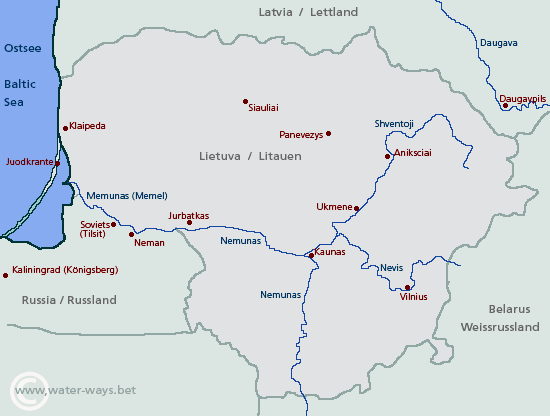 Latvia / Lettland
Ostsee
Daugava
Baltic
Sea
Daugavpils
Siauliai
Shventoji
Klaipeda
Panevezys
Lietuva / Litauen
Aniksciai
Juodkrante
Memunas (Memel)
Ukmene
Jurbatkas
Soviets
(Tilsit)
Neman
Nemunas
Kaunas
Nevis
Kaliningrad (Königsberg)
Nemunas
Vilnius
Russia / Russland
Belarus
Weissrussland
© www.water-ways.bet